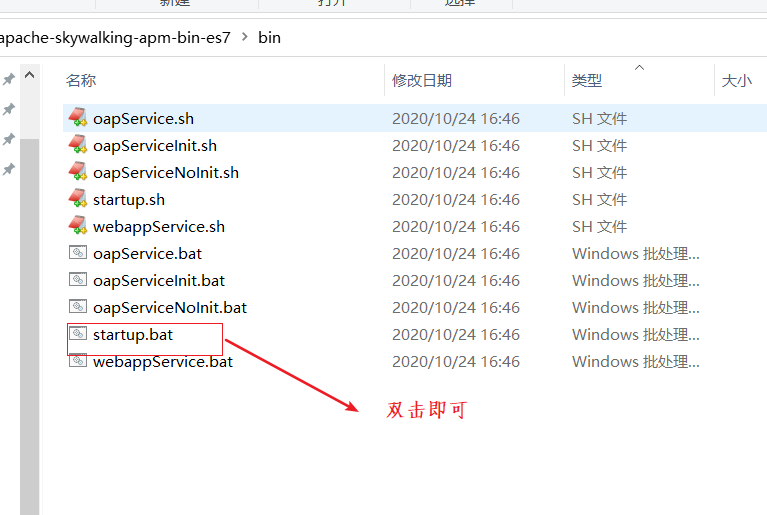 新建 打开 选择
apache-skywalking-apm-bin-es7 > bin
名称 修改日期 类型 大小
oapService.sh 2020/10/24 16:46 SH 文件
oapServiceInit.sh 2020/10/24 16:46 SH 文件
oapServiceNoInit.sh 2020/10/24 16:46 SH 文件
startup.sh 2020/10/24 16:46 SH 文件
webappService.sh 2020/10/24 16:46 SH 文件
oapService.bat 2020/10/24 16:46 Windows 批处理...
oapServiceInit.bat 2020/10/24 16:46 Windows 批处理...
oapServiceNoInit.bat 2020/10/24 16:46 Windows 批处理...
startup.bat 2020/10/24 16:46 Windows 批处理...
webappService.bat 2020/10/24 16:46 Windows 批处理...
双击即可